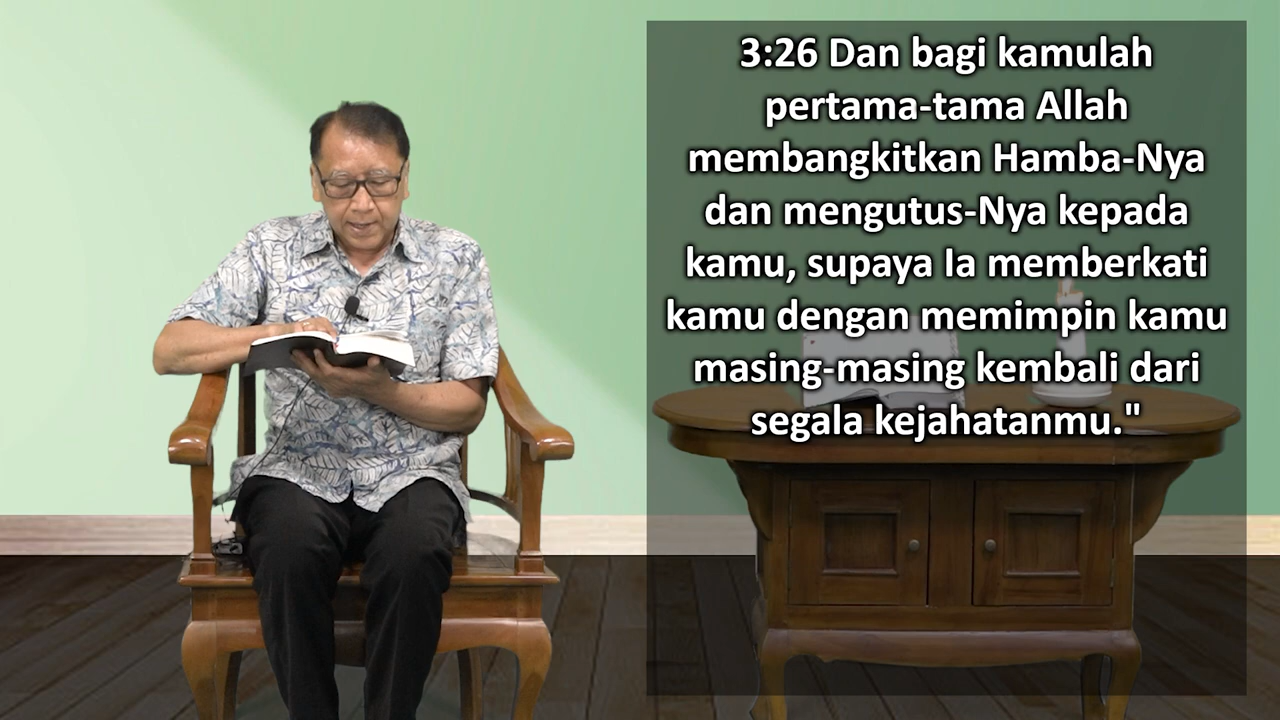 3:26 Dan bagi kamulah
pertama-tama Allah
membangkitkan Hamba-Nya
dan mengutus-Nya kepada
kamu, supaya Ia memberkati
kamu dengan memimpin kamu
masing-masing kembali dari
segala kejahatanmu."